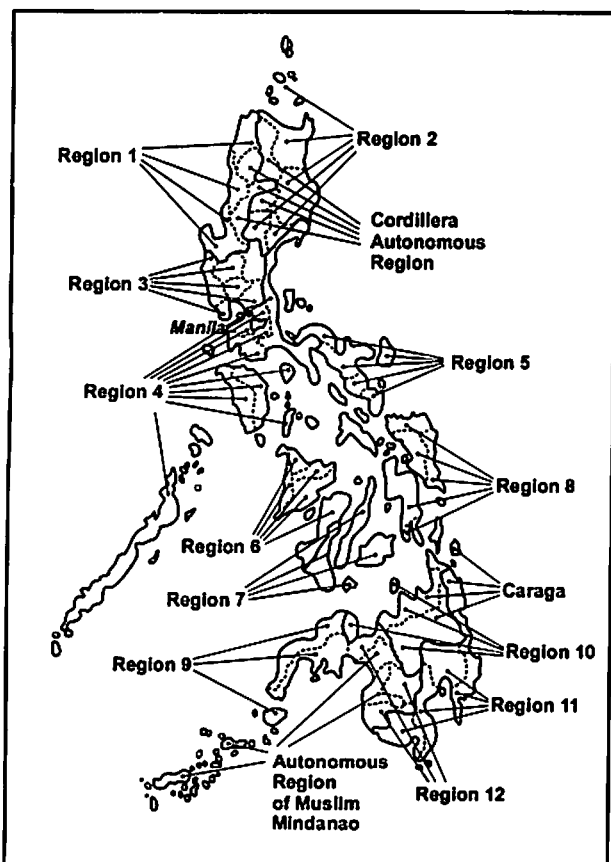 Region 1
Region 2
Cordillera
Autonomous
Region
Region 3
Manila
Region 4
Region 5
Region 8
Region 6
Region 7
Caraga
Region 9
Region 10
Region 11
Autonomous
Region
of Muslim
Mindanao
Region 12